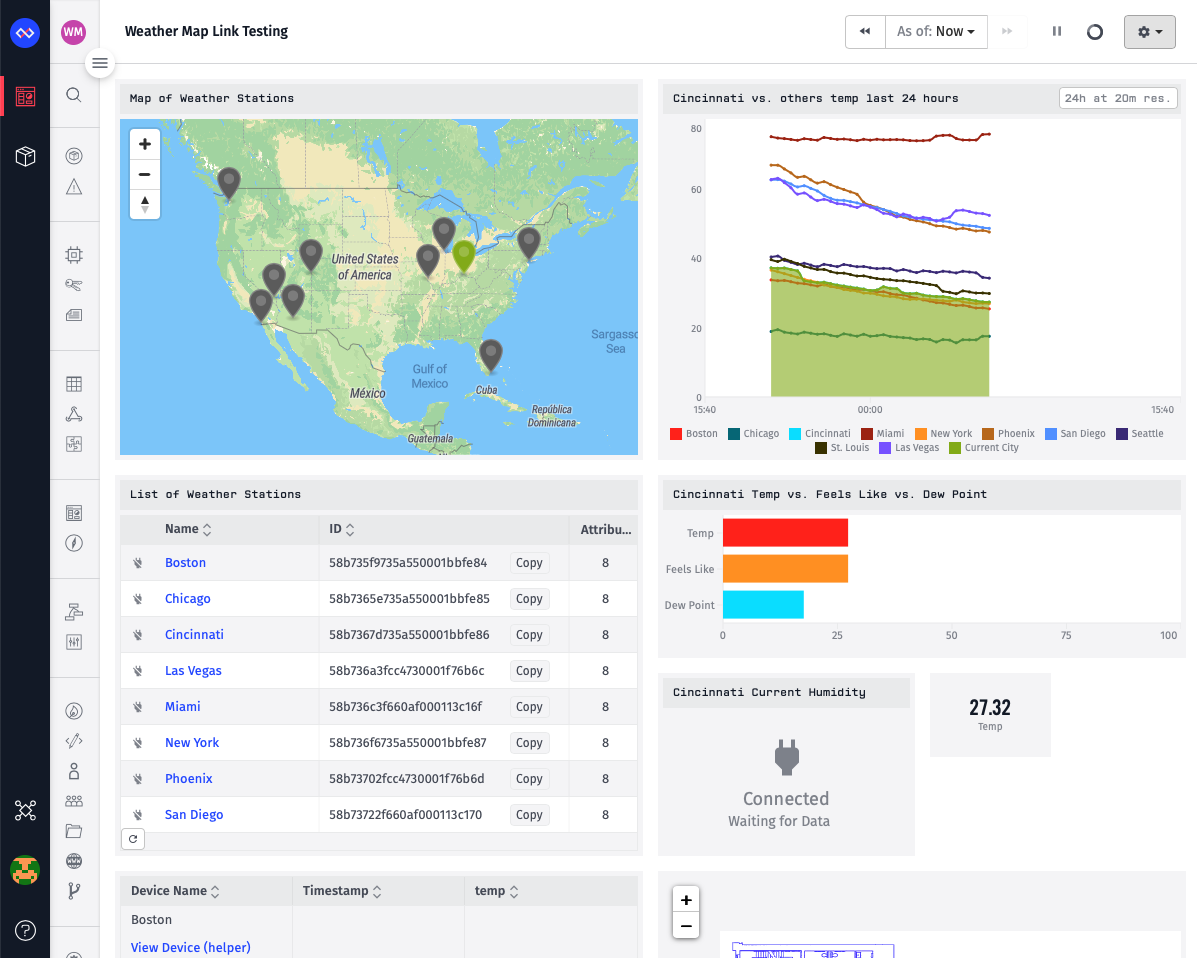 WM
Weather Map Link Testing
As of: Now
Map of Weather Stations
United States
of America
Sargasso
Sea
Gulf of
Mexico
México
Cuba
República
Dominicana
Guatemala
Cincinnati vs. others temp last 24 hours
24h at 20m res.
80
60
40
20
0
15:40 00:00 15:40
Boston Chicago Cincinnati Miami New York Phoenix San Diego Seattle
St. Louis Las Vegas Current City
List of Weather Stations
Name ID Attribu...
Boston 58b735f9735a550001bbfe84 Copy 8
Chicago 58b7365e735a550001bbfe85 Copy 8
Cincinnati 58b7367d735a550001bbfe86 Copy 8
Las Vegas 58b736a3fcc4730001f76b6c Copy 8
Miami 58b736c3f660af000113c16f Copy 8
New York 58b736f6735a550001bbfe87 Copy 8
Phoenix 58b73702fcc4730001f76b6d Copy 8
San Diego 58b73722f660af000113c170 Copy 8
Cincinnati Temp vs. Feels Like vs. Dew Point
Temp
Feels Like
Dew Point
0 25 50 75 100
Cincinnati Current Humidity
Connected
Waiting for Data
27.32
Temp
Device Name Timestamp temp
Boston
View Device (helper)